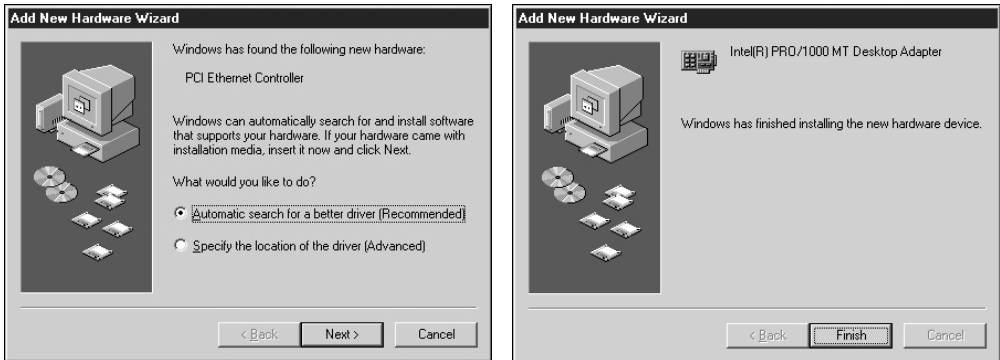 Add New Hardware Wizard
Windows has found the following new hardware:
PCI Ethernet Controller
Windows can automatically search for and install software
that supports your hardware. If your hardware came with
installation media, insert it now and click Next.
What would you like to do?
Automatic search for a better driver (Recommended)
Specify the location of the driver (Advanced)
< Back
Next >
Cancel
Add New Hardware Wizard
Intel(R) PRO/1000 MT Desktop Adapter
Windows has finished installing the new hardware device.
< Back
Finish
Cancel